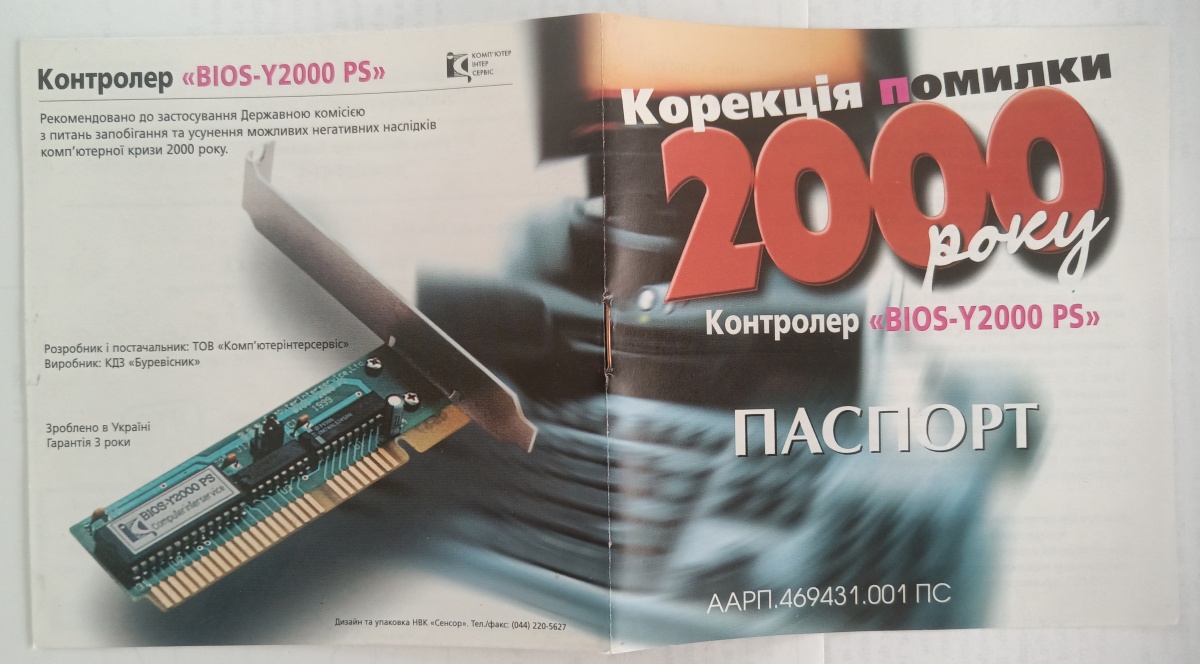 Контролер «BIOS-Y2000 PS»
КОМП'ЮТЕР
ІНТЕР
СЕРВІС
Рекомендовано до застосування Державною комісією
з питань запобігання та усунення можливих негативних наслідків
комп'ютерної кризи 2000 року.
Розробник і постачальник: ТОВ «Комп'ютерінтерсервіс»
Виробник: КДЗ «Буревісник»
Зроблено в Україні
Гарантія 3 роки
1999
BIOS-Y2000 PS
Computerinterservice
Дизайн та упаковка НВК «Сенсор». Тел./факс: (044) 220-5627
Корекція помилки
2000
року
Контролер «BIOS-Y2000 PS»
ПАСПОРТ
ААРП.469431.001 ПС